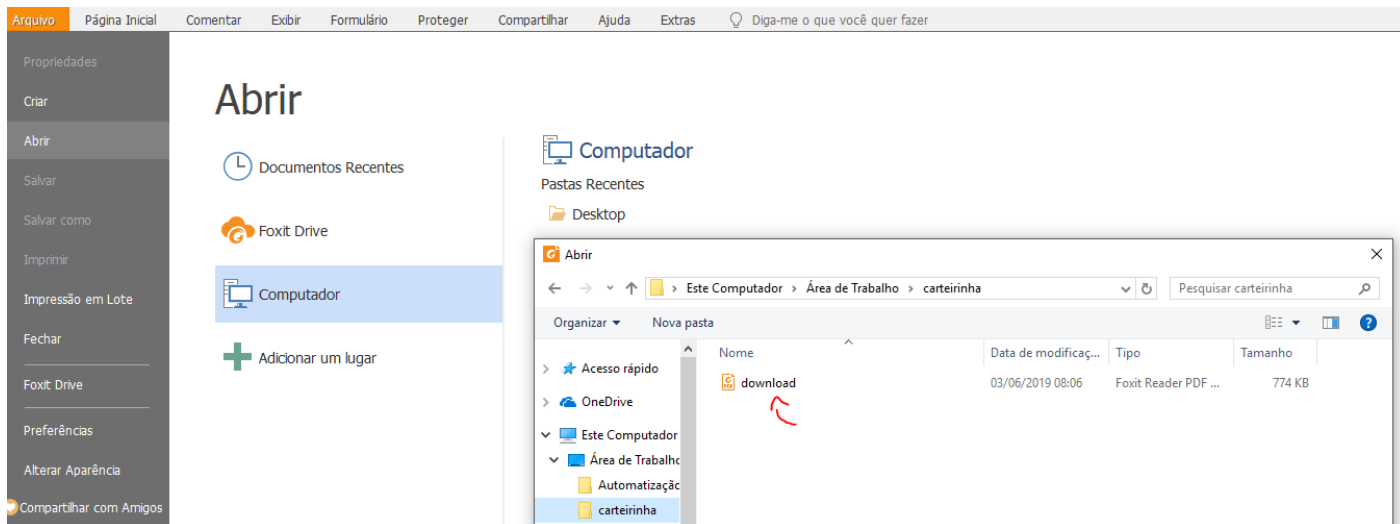 Arquivo Página Inicial Comentar Exibir Formulário Proteger Compartilhar Ajuda Extras Diga-me o que você quer fazer
Propriedades
Criar
Abrir
Salvar
Salvar como
Imprimir
Impressão em Lote
Fechar
Foxit Drive
Preferências
Alterar Aparência
Compartilhar com Amigos
Abrir
Documentos Recentes
Foxit Drive
Computador
Adicionar um lugar
Computador
Pastas Recentes
Desktop
Abrir
Este Computador > Área de Trabalho > carteirinha
Pesquisar carteirinha
Organizar Nova pasta
Acesso rápido
OneDrive
Este Computador
Área de Trabalho
Automatização
carteirinha
Nome Data de modificaç... Tipo Tamanho
download 03/06/2019 08:06 Foxit Reader PDF ... 774 KB